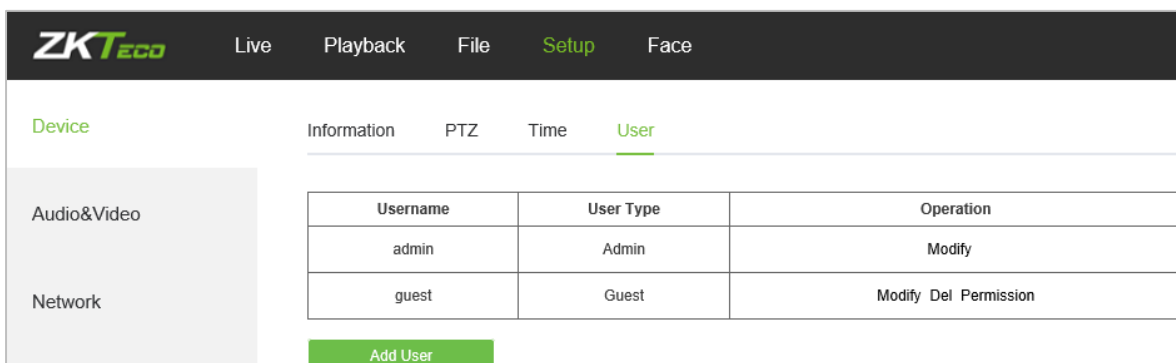 ZKTeco Live Playback File Setup Face
Device
Information PTZ Time User
Audio&Video
Username User Type Operation
admin Admin Modify
Network
guest Guest Modify Del Permission
Add User